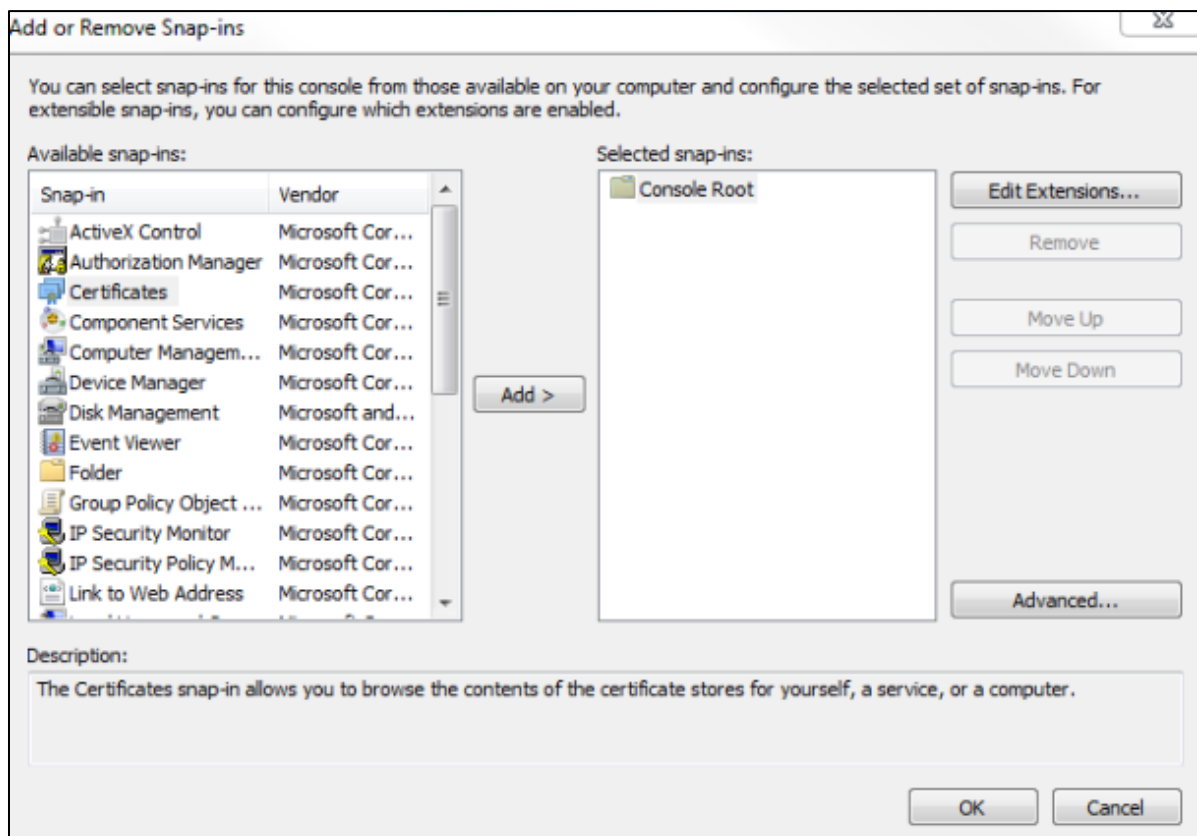 Add or Remove Snap-ins
You can select snap-ins for this console from those available on your computer and configure the selected set of snap-ins. For
extensible snap-ins, you can configure which extensions are enabled.
Available snap-ins:
Selected snap-ins:
Snap-in Vendor
ActiveX Control Microsoft Cor...
Authorization Manager Microsoft Cor...
Certificates Microsoft Cor...
Component Services Microsoft Cor...
Computer Managem... Microsoft Cor...
Device Manager Microsoft Cor...
Disk Management Microsoft and...
Event Viewer Microsoft Cor...
Folder Microsoft Cor...
Group Policy Object ... Microsoft Cor...
IP Security Monitor Microsoft Cor...
IP Security Policy M... Microsoft Cor...
Link to Web Address Microsoft Cor...
Add >
Console Root
Edit Extensions...
Remove
Move Up
Move Down
Advanced...
Description:
The Certificates snap-in allows you to browse the contents of the certificate stores for yourself, a service, or a computer.
OK Cancel